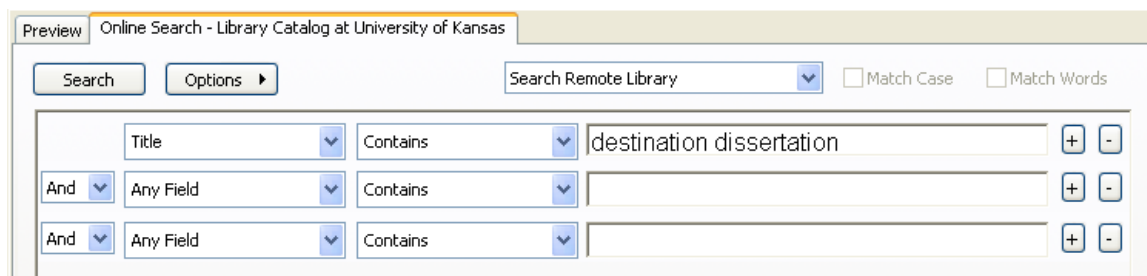 Preview Online Search - Library Catalog at University of Kansas
Search Options Search Remote Library Match Case Match Words
Title Contains destination dissertation + -
And Any Field Contains + -
And Any Field Contains + -